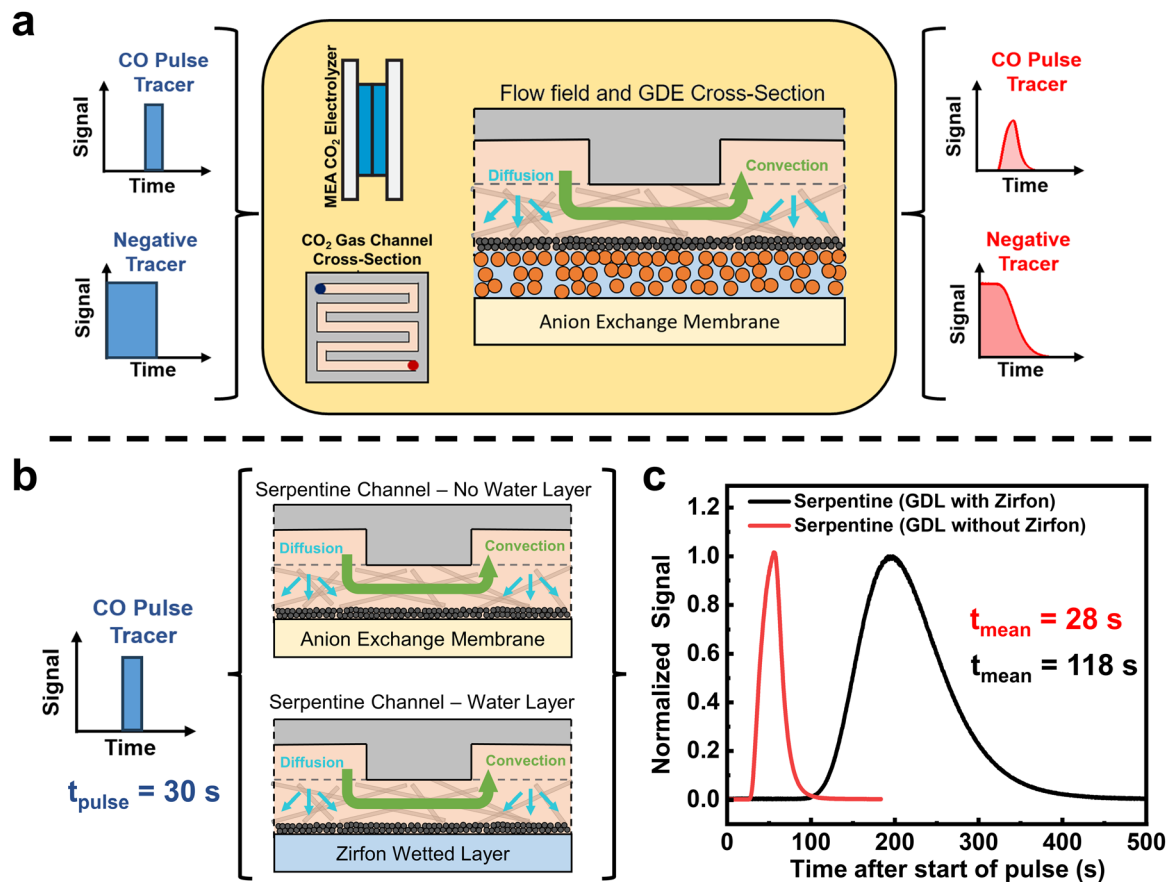 a
CO Pulse
Tracer
Signal
Time
Negative
Tracer
Signal
Time
MEA CO₂ Electrolyzer
CO₂ Gas Channel
Cross-Section
Flow field and GDE Cross-Section
Diffusion
Convection
Anion Exchange Membrane
CO Pulse
Tracer
Signal
Time
Negative
Tracer
Signal
Time
b
CO Pulse
Tracer
Signal
Time
t_pulse = 30 s
Serpentine Channel – No Water Layer
Diffusion
Convection
Anion Exchange Membrane
Serpentine Channel – Water Layer
Diffusion
Convection
Zirfon Wetted Layer
c
Serpentine (GDL with Zirfon)
Serpentine (GDL without Zirfon)
t_mean = 28 s
t_mean = 118 s
Normalized Signal
1.2
1.0
0.8
0.6
0.4
0.2
0.0
0 100 200 300 400 500
Time after start of pulse (s)